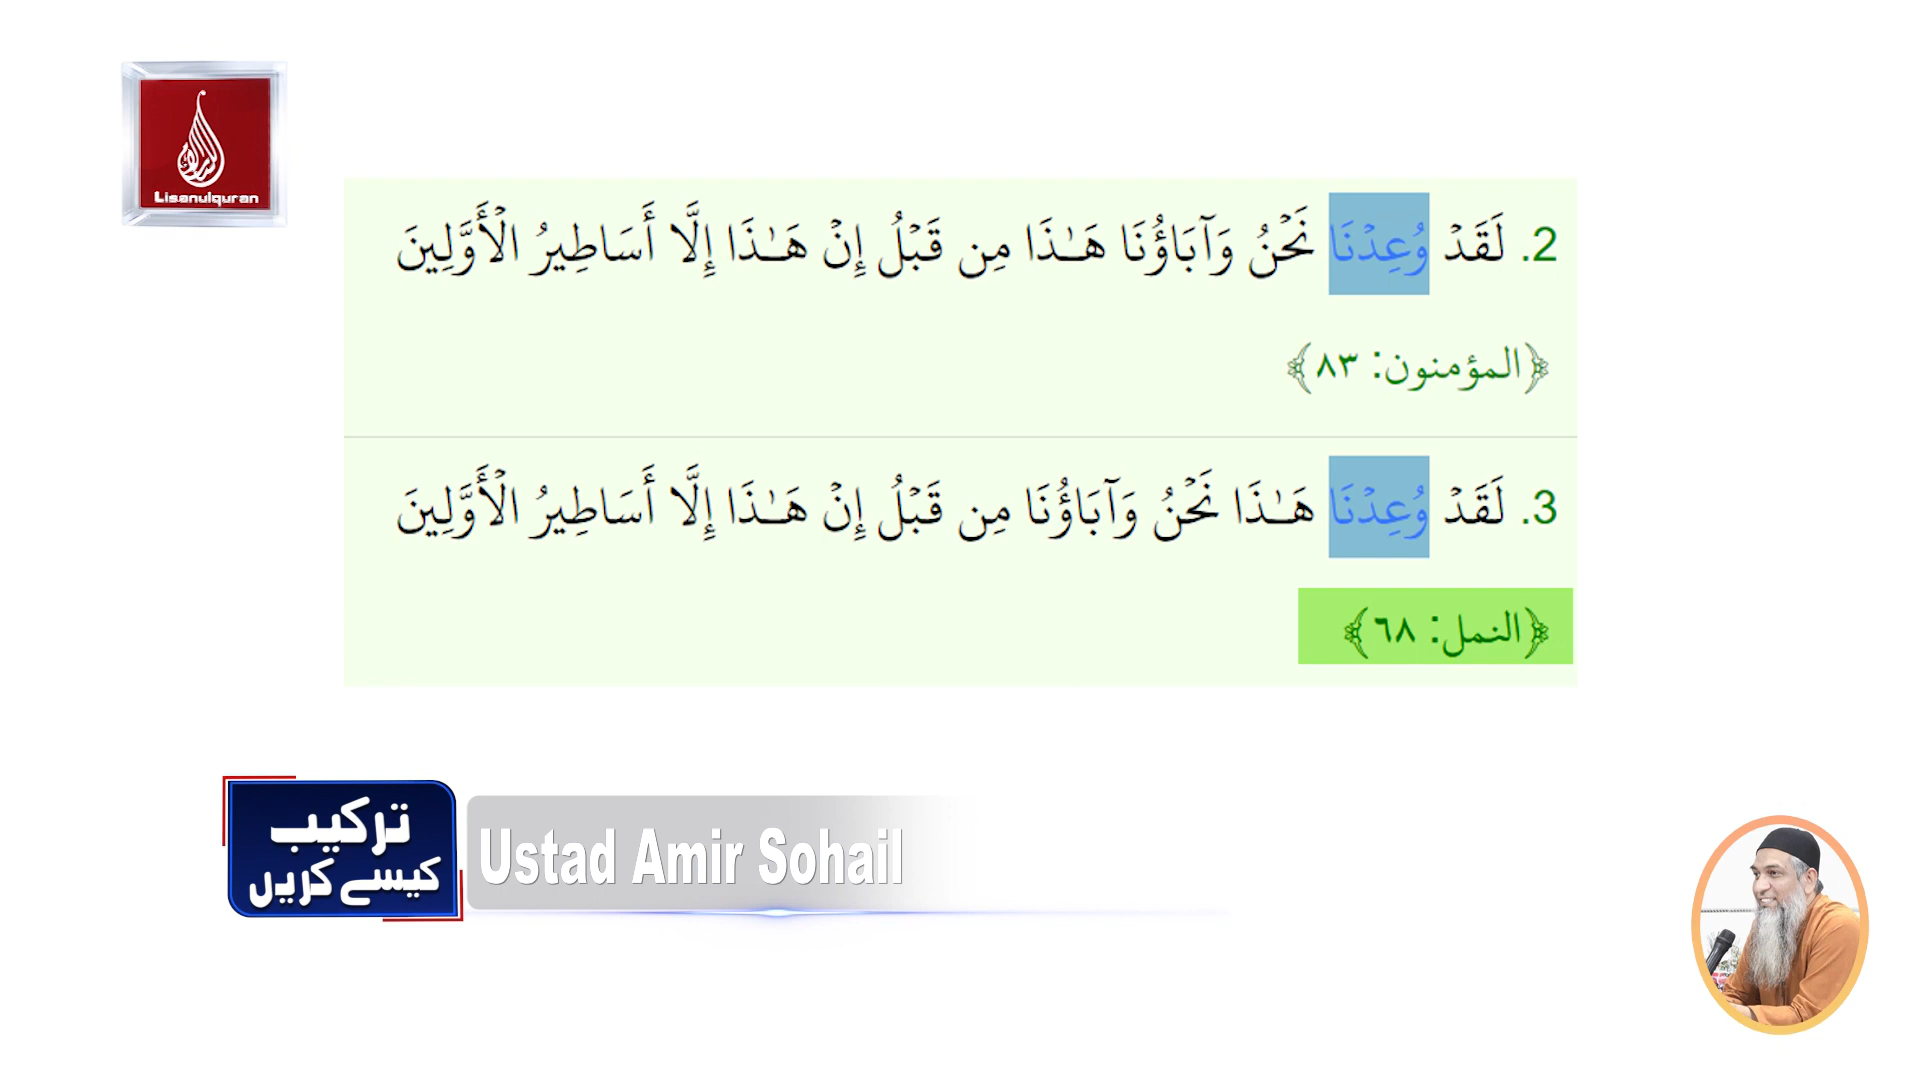 Lisanulquran
2. لَقَدۡ وُعِدۡنَا نَحۡنُ وَآبَاؤُنَا هَـٰذَا مِن قَبۡلُ إِنۡ هَـٰذَا إِلَّا أَسَاطِيرُ الۡأَوَّلِينَ
﴿المؤمنون: ٨٣﴾
3. لَقَدۡ وُعِدۡنَا هَـٰذَا نَحۡنُ وَآبَاؤُنَا مِن قَبۡلُ إِنۡ هَـٰذَا إِلَّا أَسَاطِيرُ الۡأَوَّلِينَ
﴿النمل: ٦٨﴾
ترکیب
کیسے کریں
Ustad Amir Sohail